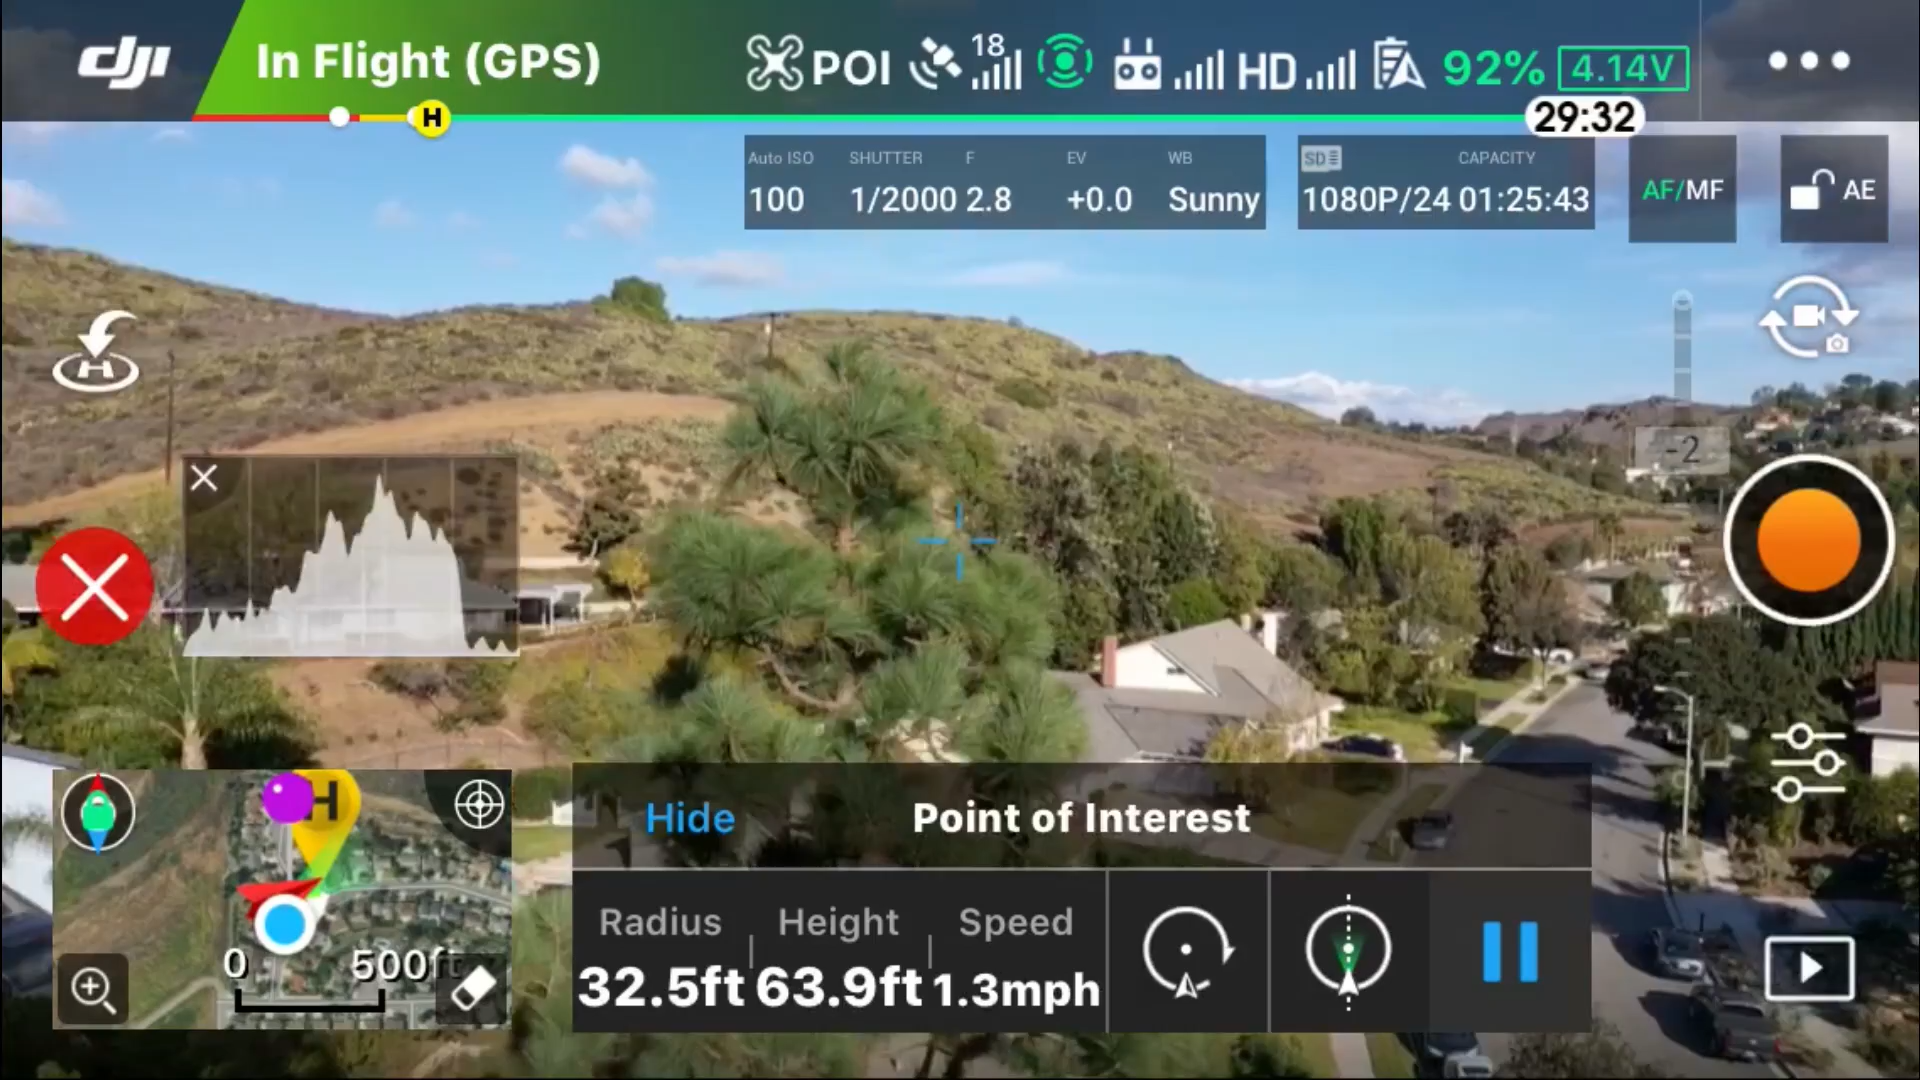 dji In Flight (GPS) POI 18 HD 92% 4.14V
H 29:32
Auto ISO SHUTTER F EV WB SD CAPACITY
100 1/2000 2.8 +0.0 Sunny 1080P/24 01:25:43 AF/MF AE
H
-2
H
Hide Point of Interest
Radius Height Speed
0 500ft
32.5ft 63.9ft 1.3mph